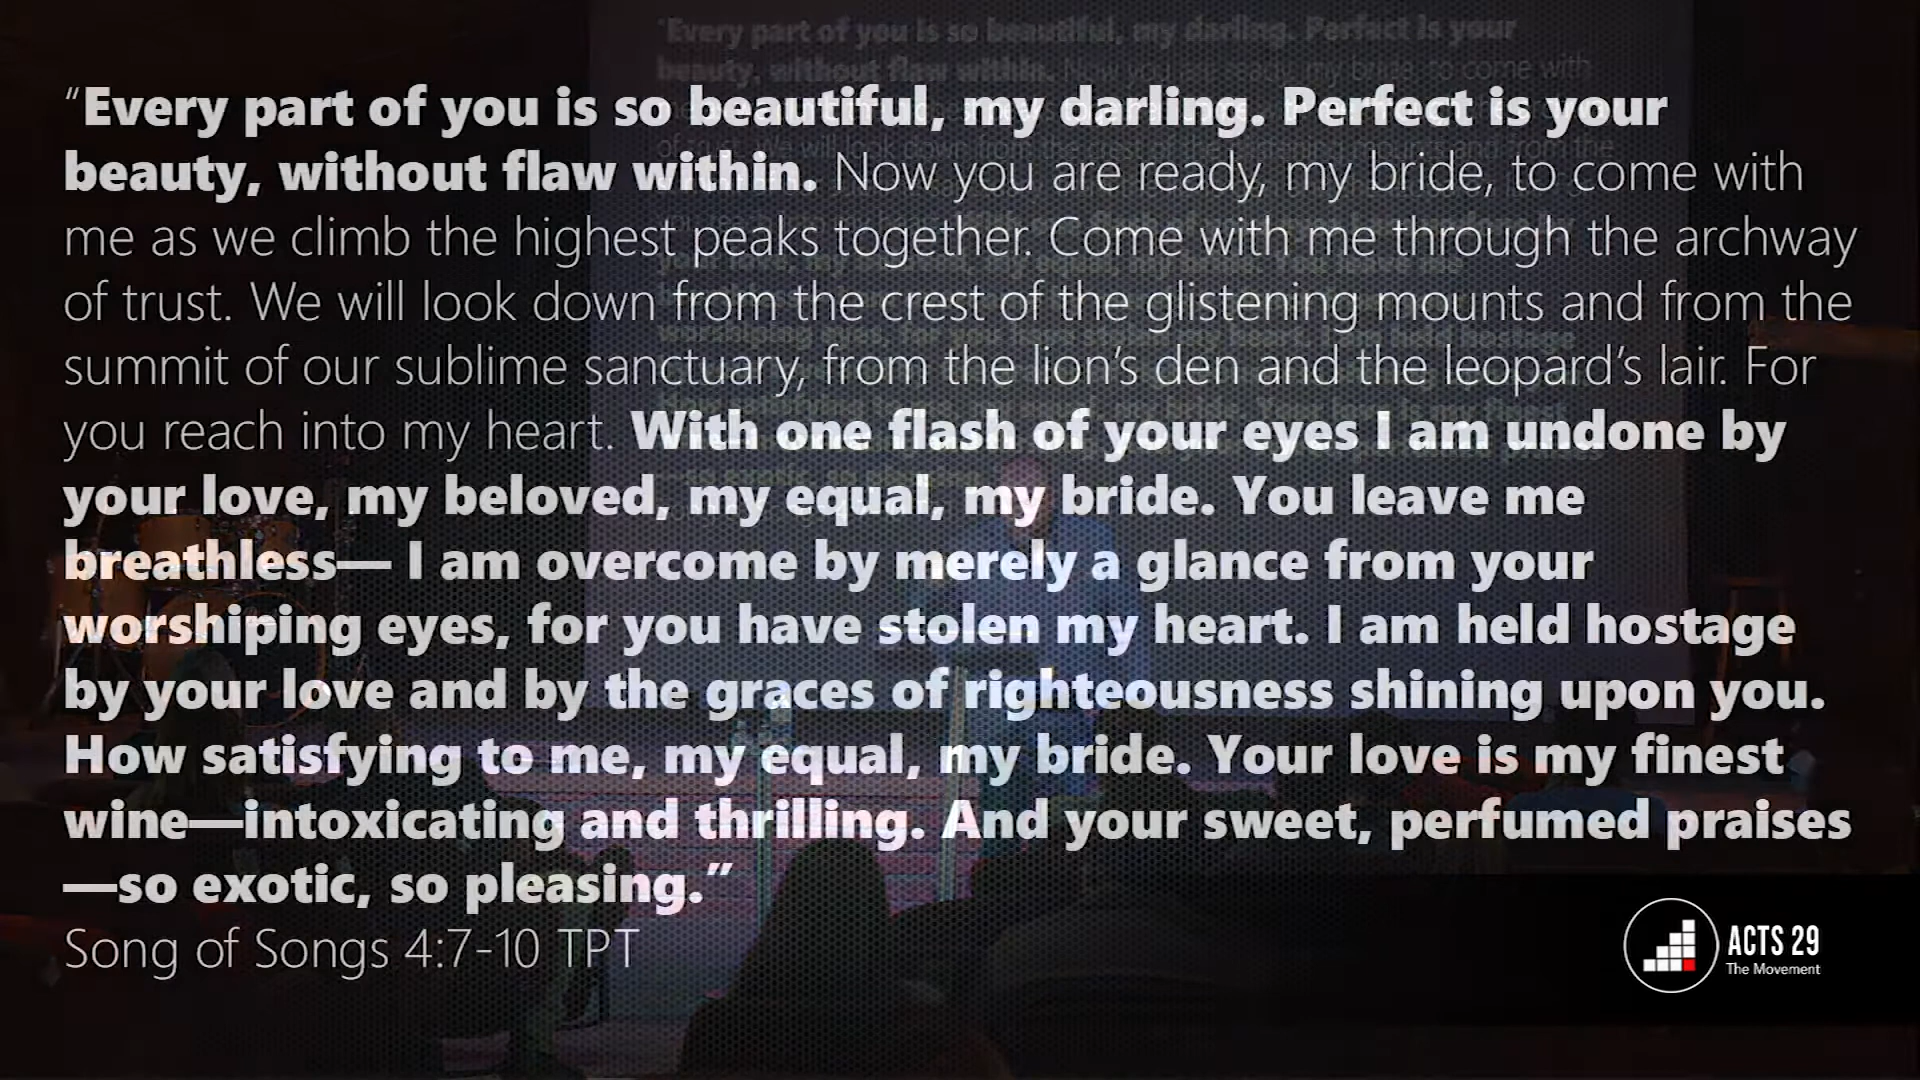 “Every part of you is so beautiful, my darling. Perfect is your
beauty, without flaw within. Now you are ready, my bride, to come with
me as we climb the highest peaks together. Come with me through the archway
of trust. We will look down from the crest of the glistening mounts and from the
summit of our sublime sanctuary, from the lion’s den and the leopard’s lair. For
you reach into my heart. With one flash of your eyes I am undone by
your love, my beloved, my equal, my bride. You leave me
breathless— I am overcome by merely a glance from your
worshiping eyes, for you have stolen my heart. I am held hostage
by your love and by the graces of righteousness shining upon you.
How satisfying to me, my equal, my bride. Your love is my finest
wine—intoxicating and thrilling. And your sweet, perfumed praises
—so exotic, so pleasing.”
Song of Songs 4:7-10 TPT
ACTS 29
The Movement